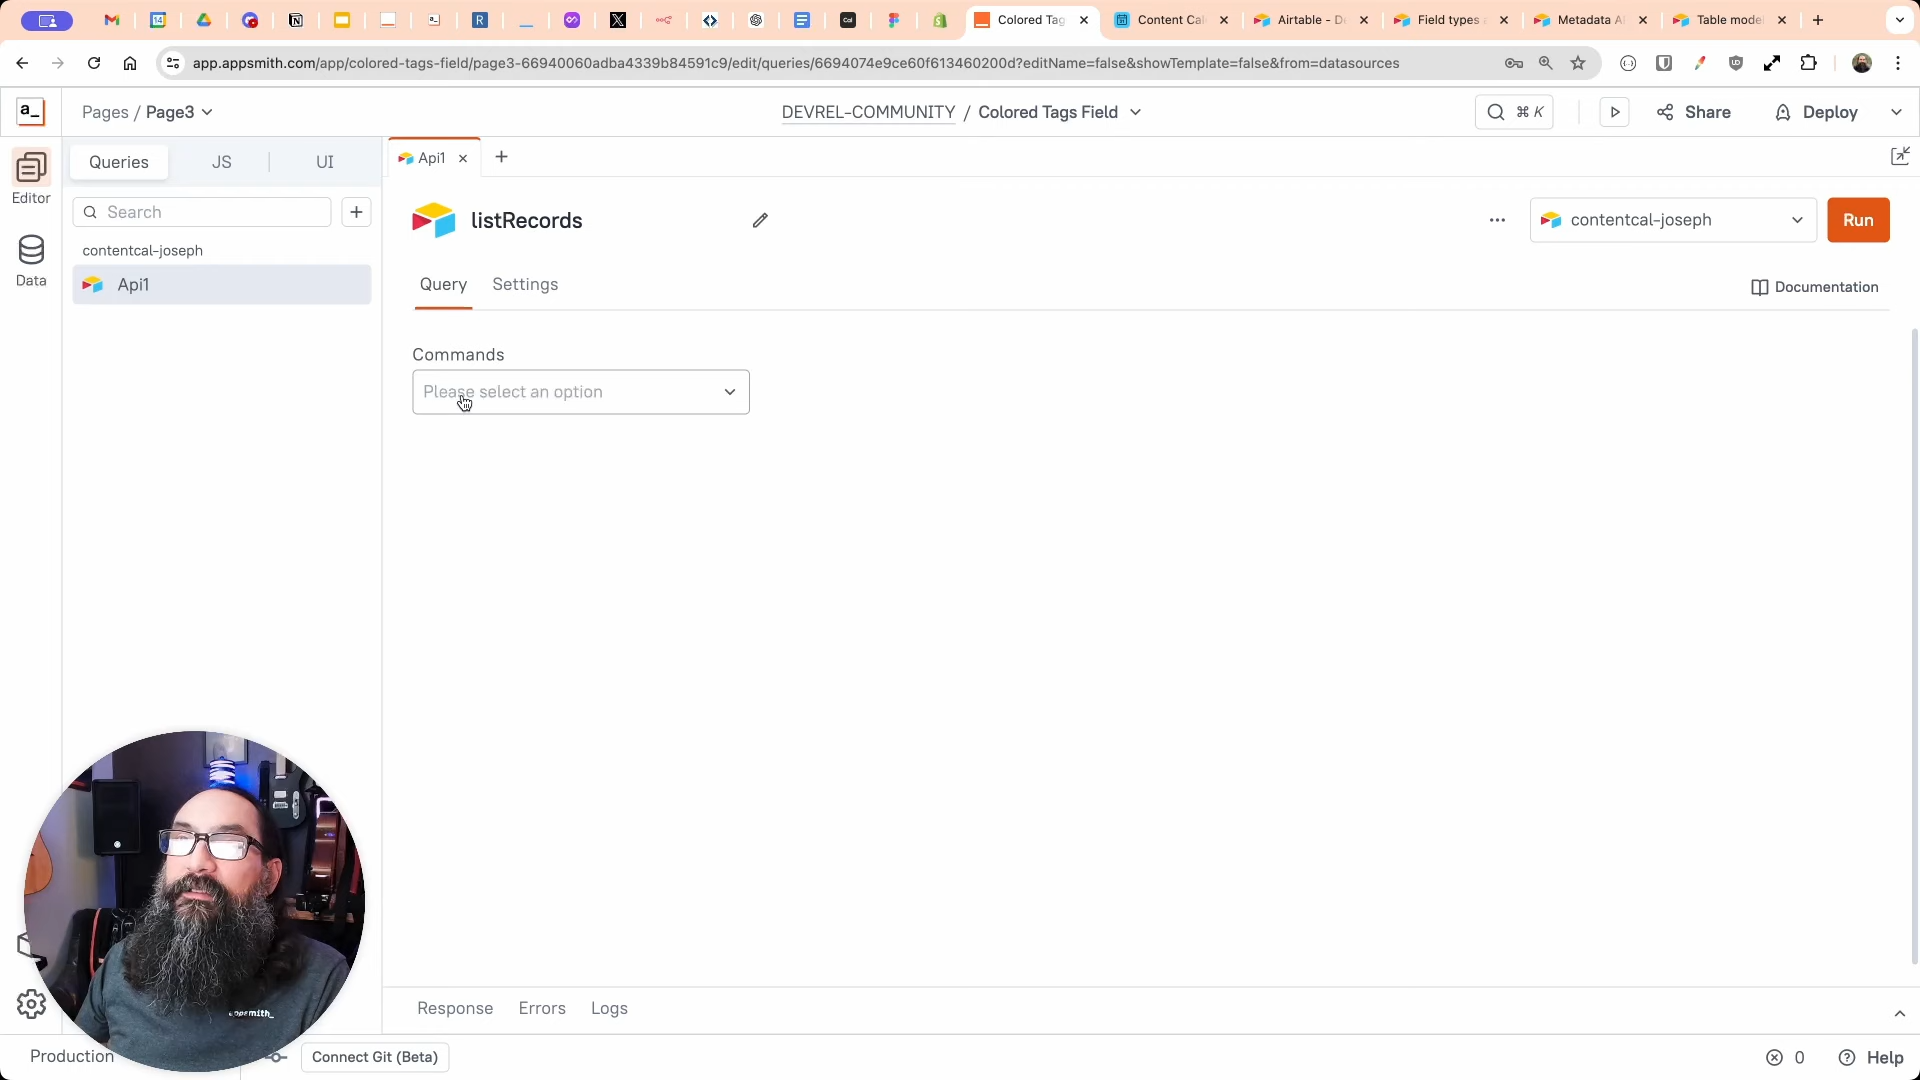 Colored Tag
Content Cal
Airtable - D
Field types a
Metadata A
Table mode
app.appsmith.com/app/colored-tags-field/page3-66940060adba4339b84591c9/edit/queries/6694074e9ce60f613460200d?editName=false&showTemplate=false&from=datasources
a_
Pages / Page3
DEVREL-COMMUNITY / Colored Tags Field
⌘ K
Share
Deploy
Editor
Data
Queries
JS
UI
Search
contentcal-joseph
Api1
Api1
listRecords
contentcal-joseph
Run
Query
Settings
Documentation
Commands
Please select an option
appsmith_
Response
Errors
Logs
Production
Connect Git (Beta)
0
Help